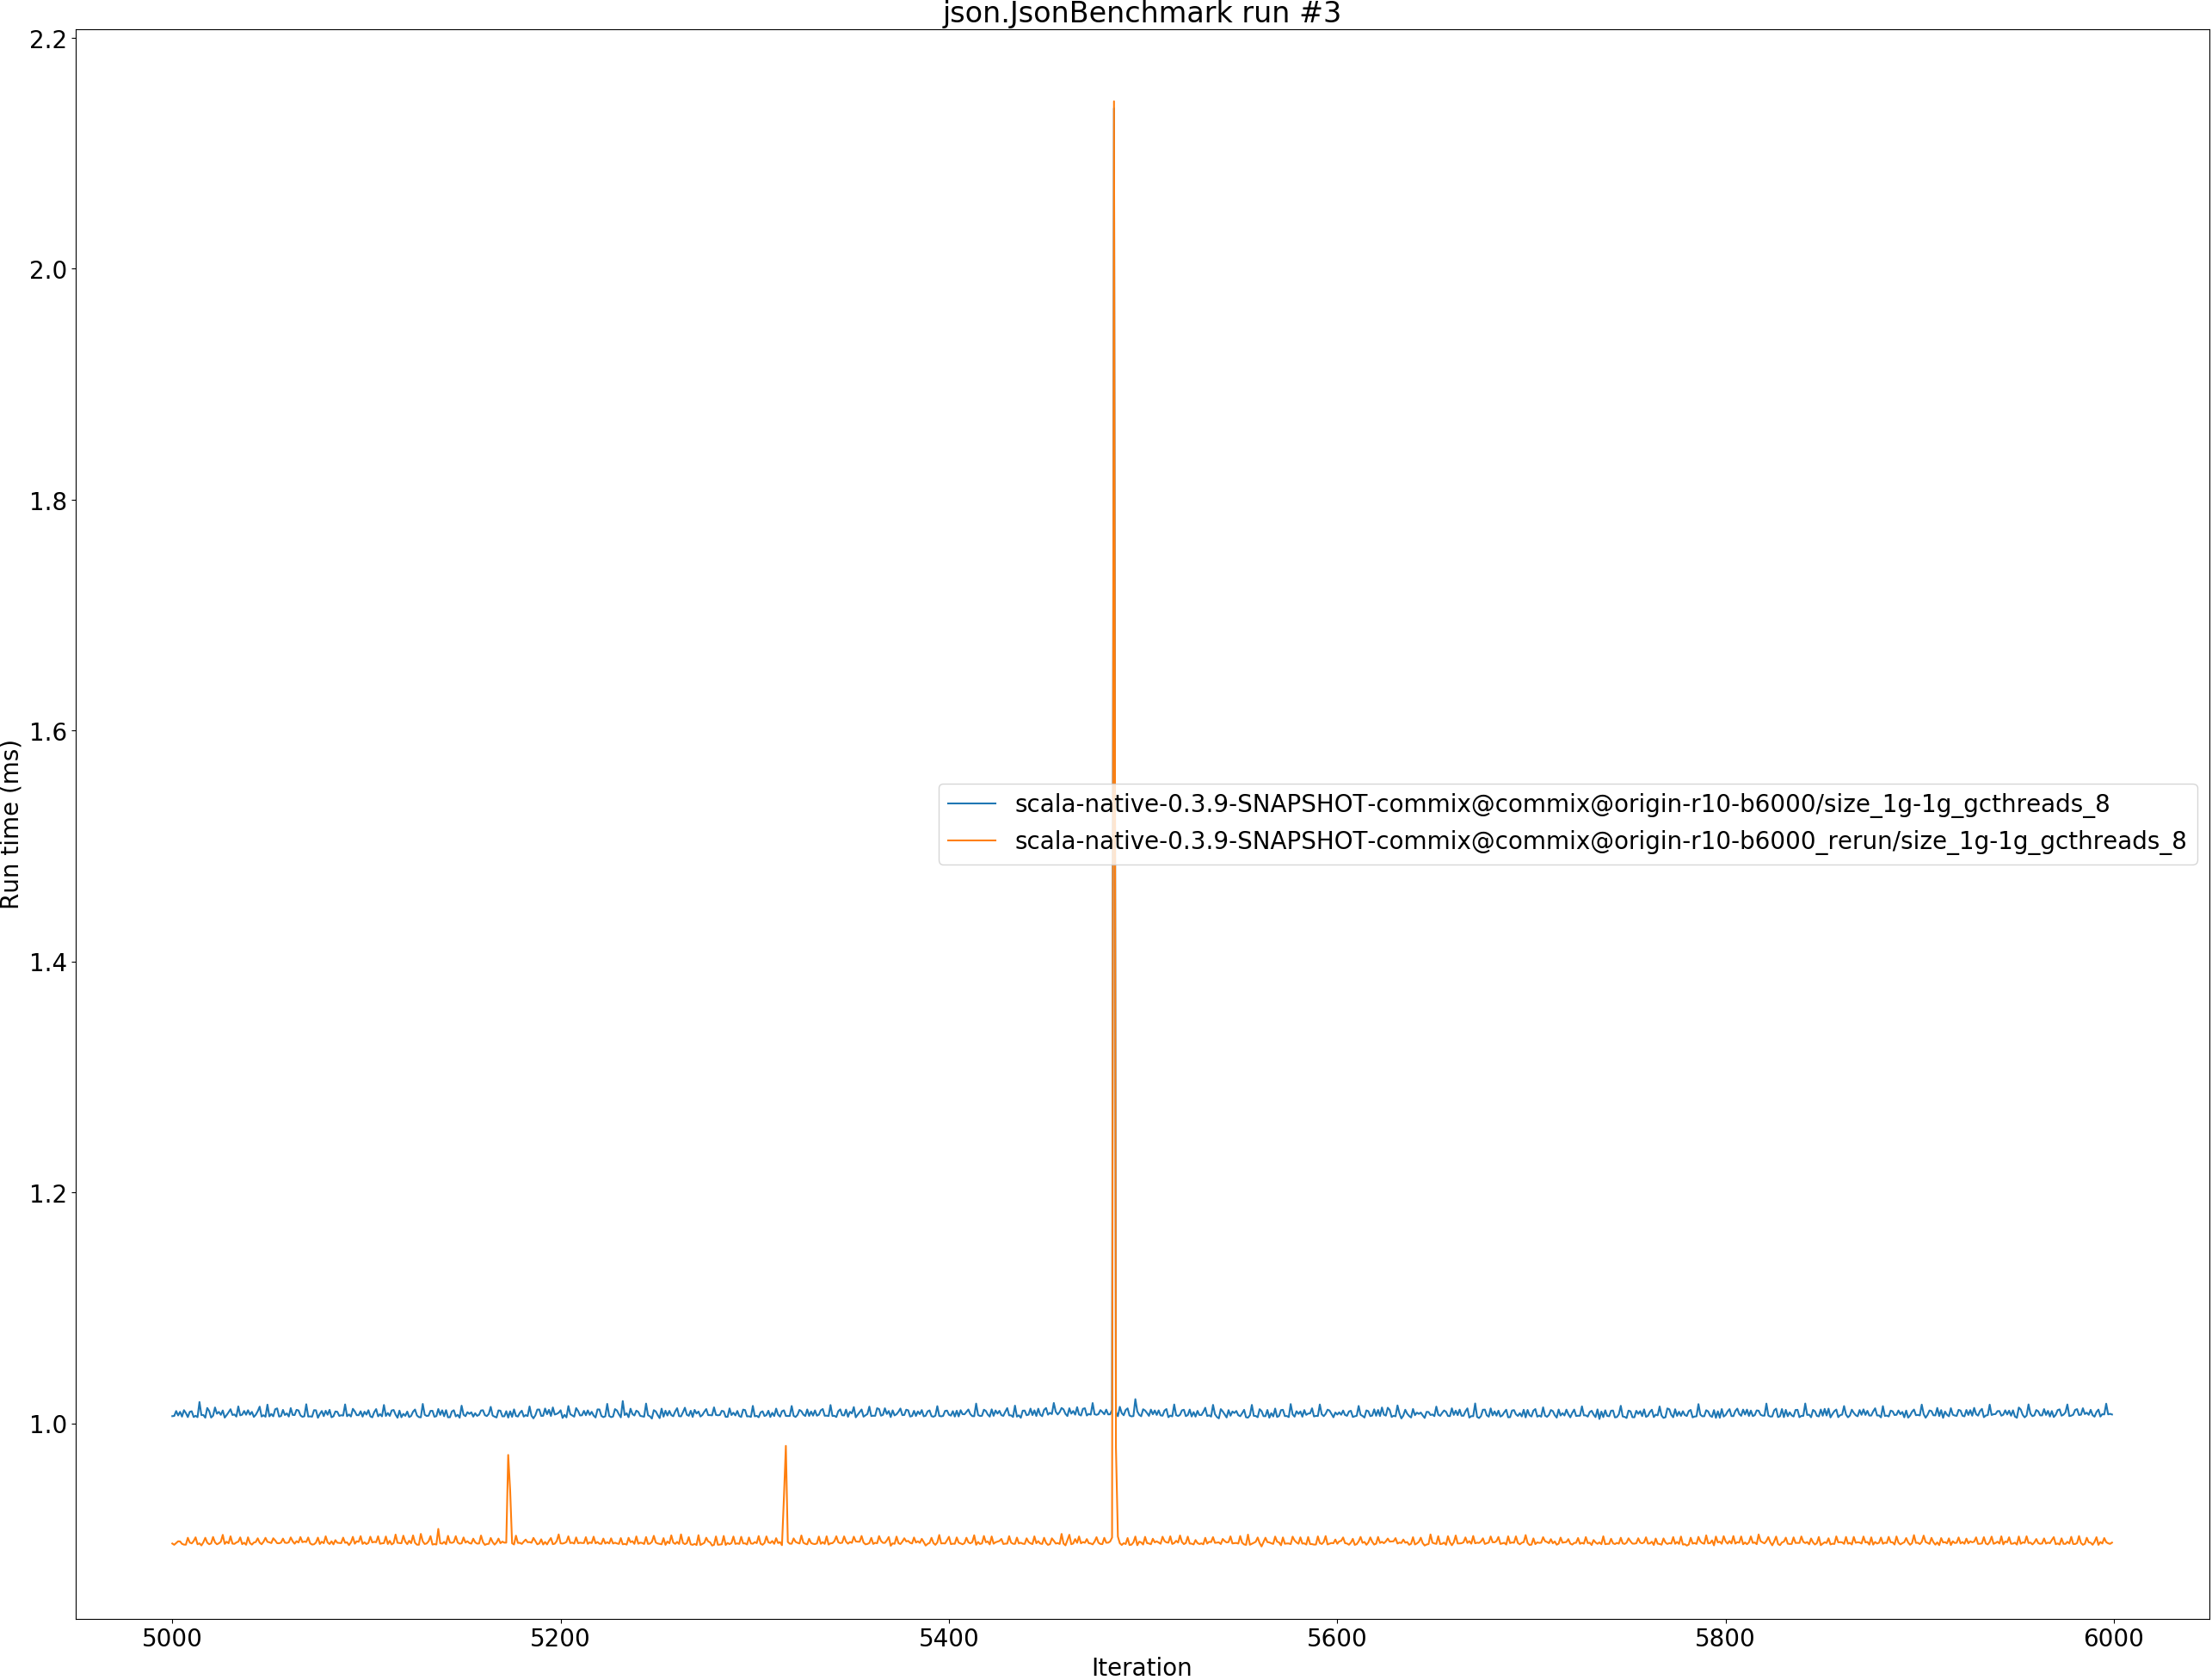 json.JsonBenchmark run #3
2.2
2.0
1.8
1.6
1.4
1.2
1.0
Run time (ms)
scala-native-0.3.9-SNAPSHOT-commix@commix@origin-r10-b6000/size_1g-1g_gcthreads_8
scala-native-0.3.9-SNAPSHOT-commix@commix@origin-r10-b6000_rerun/size_1g-1g_gcthreads_8
5000 5200 5400 5600 5800 6000
Iteration